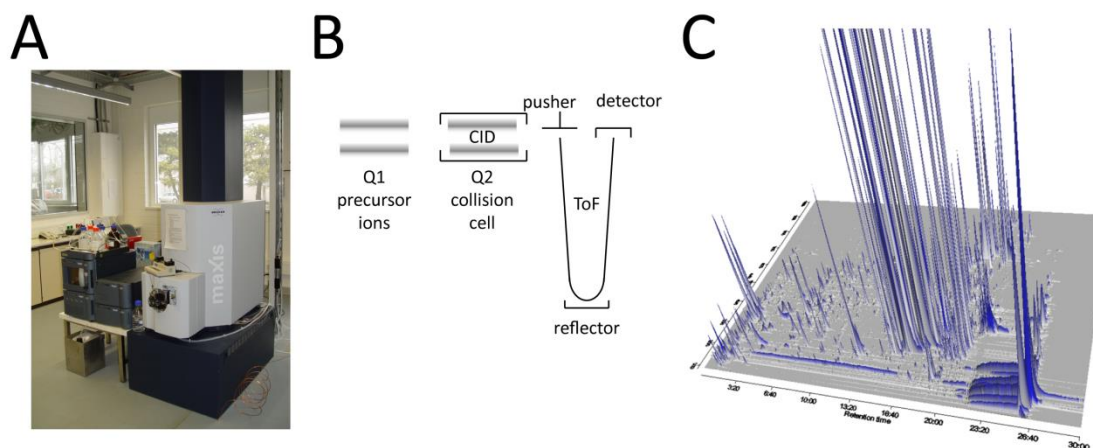 A
B
C
maxis
pusher
detector
CID
Q1
precursor
ions
Q2
collision
cell
ToF
reflector
3:20
6:40
10:00
13:20
16:40
20:00
23:20
26:40
30:00
Retention time